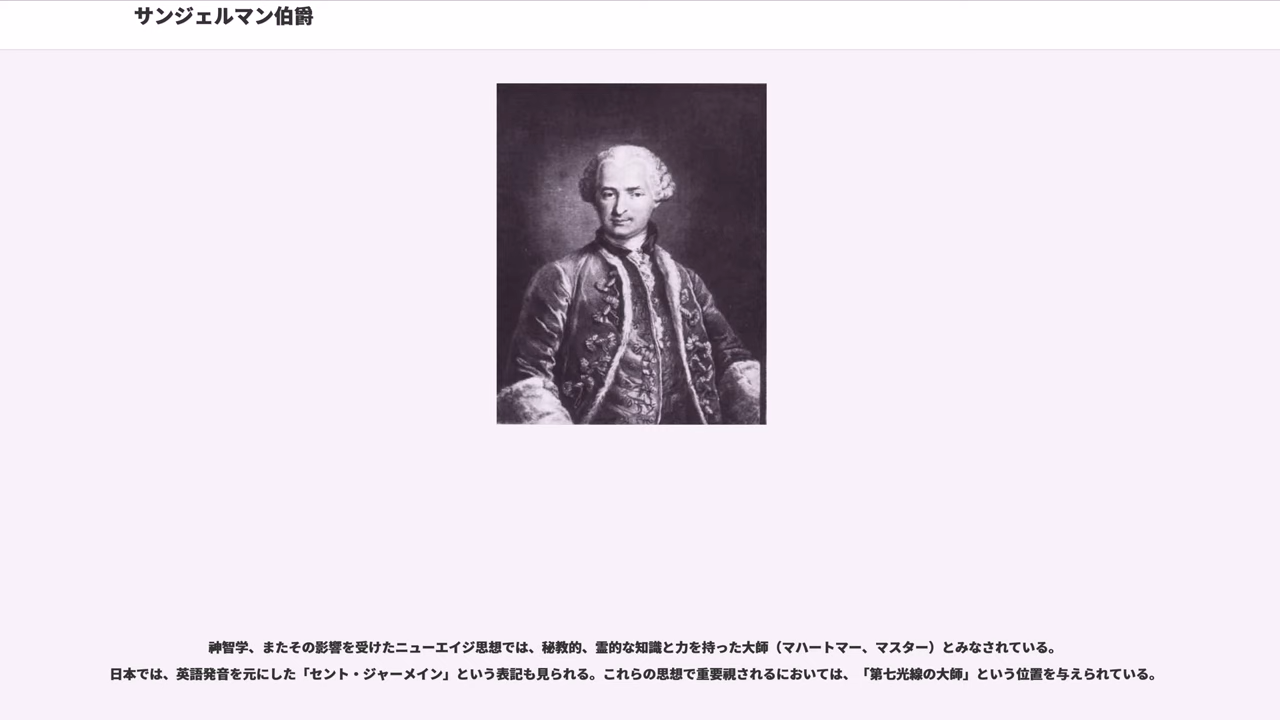 サンジェルマン伯爵
神智学、またその影響を受けたニューエイジ思想では、秘教的、霊的な知識と力を持った大師（マハートマー、マスター）とみなされている。
日本では、英語発音を元にした「セント・ジャーメイン」という表記も見られる。これらの思想で重要視されるにおいては、「第七光線の大師」という位置を与えられている。